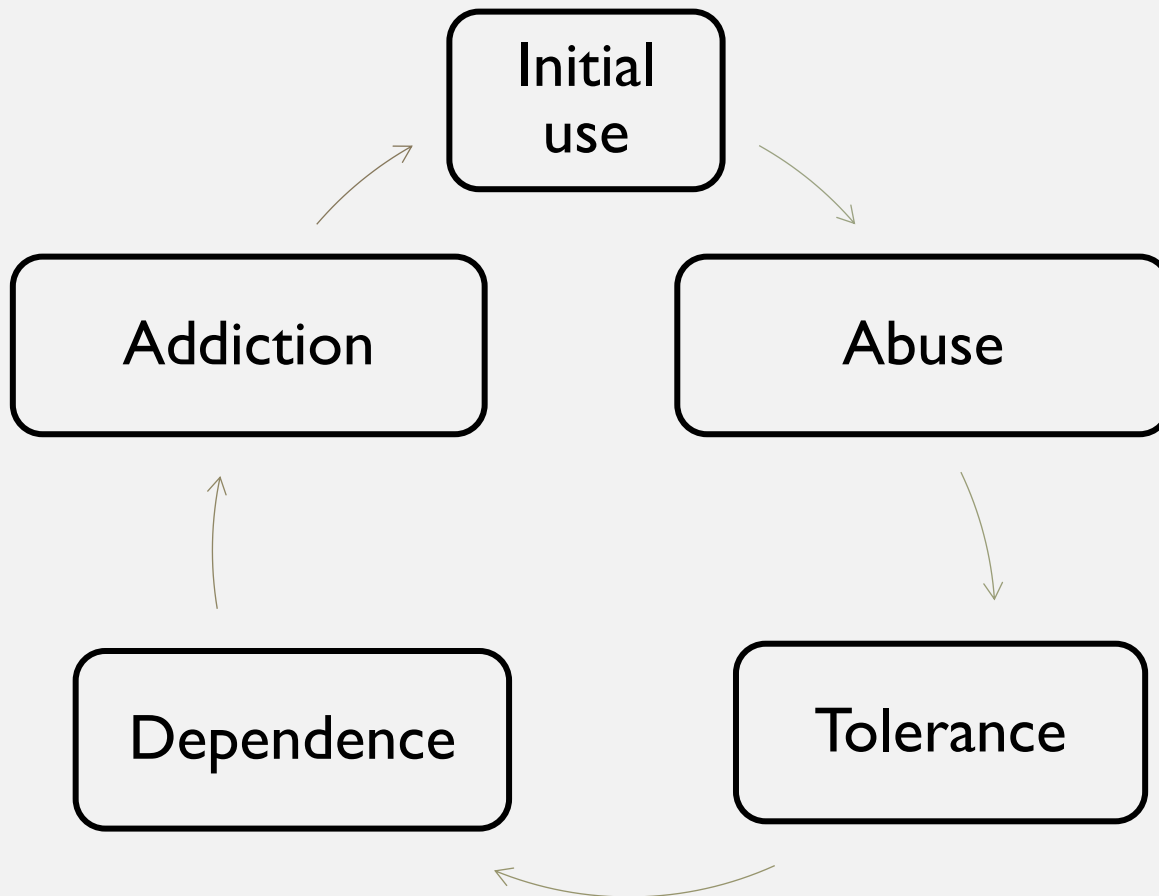 Initial
use
Addiction
Abuse
Dependence
Tolerance